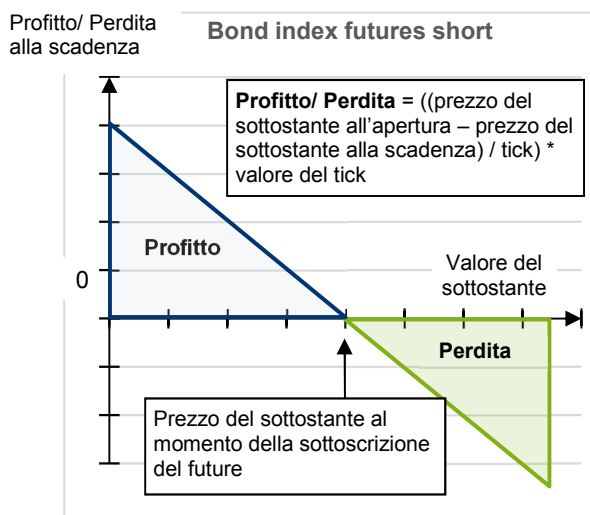 Profitto/ Perdita
alla scadenza
Bond index futures short
Profitto/ Perdita = ((prezzo del
sottostante all'apertura – prezzo del
sottostante alla scadenza) / tick) *
valore del tick
Profitto
0
Valore del
sottostante
Perdita
Prezzo del sottostante al
momento della sottoscrizione
del future